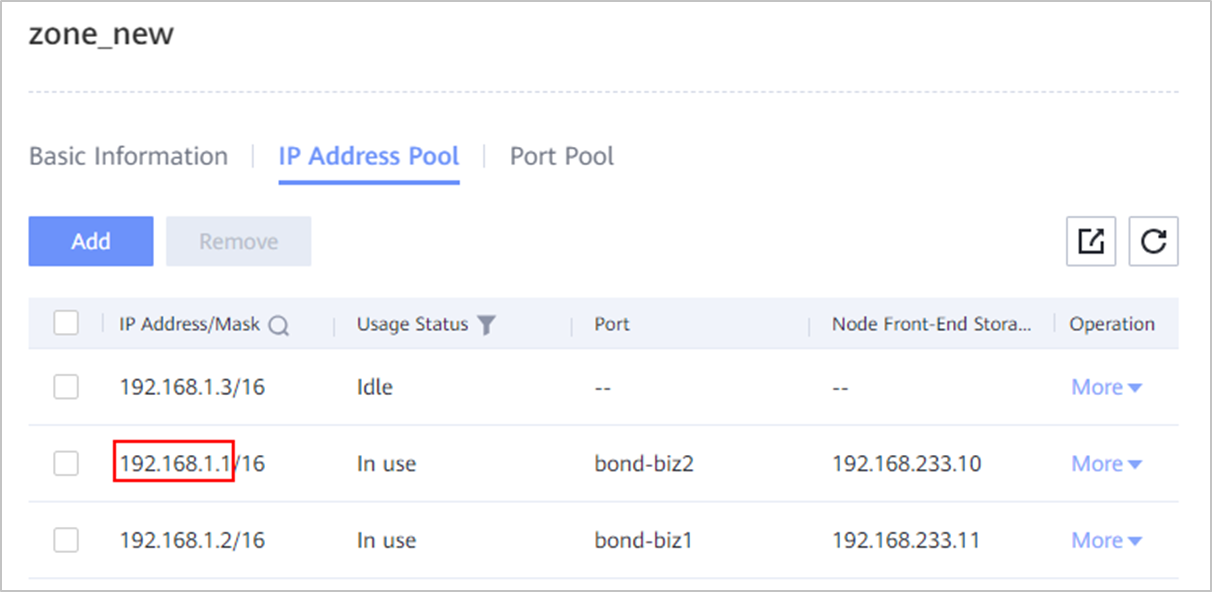 zone_new
Basic Information IP Address Pool Port Pool
Add Remove
IP Address/Mask Usage Status Port Node Front-End Stora... Operation
192.168.1.3/16 Idle -- -- More
192.168.1.1/16 In use bond-biz2 192.168.233.10 More
192.168.1.2/16 In use bond-biz1 192.168.233.11 More